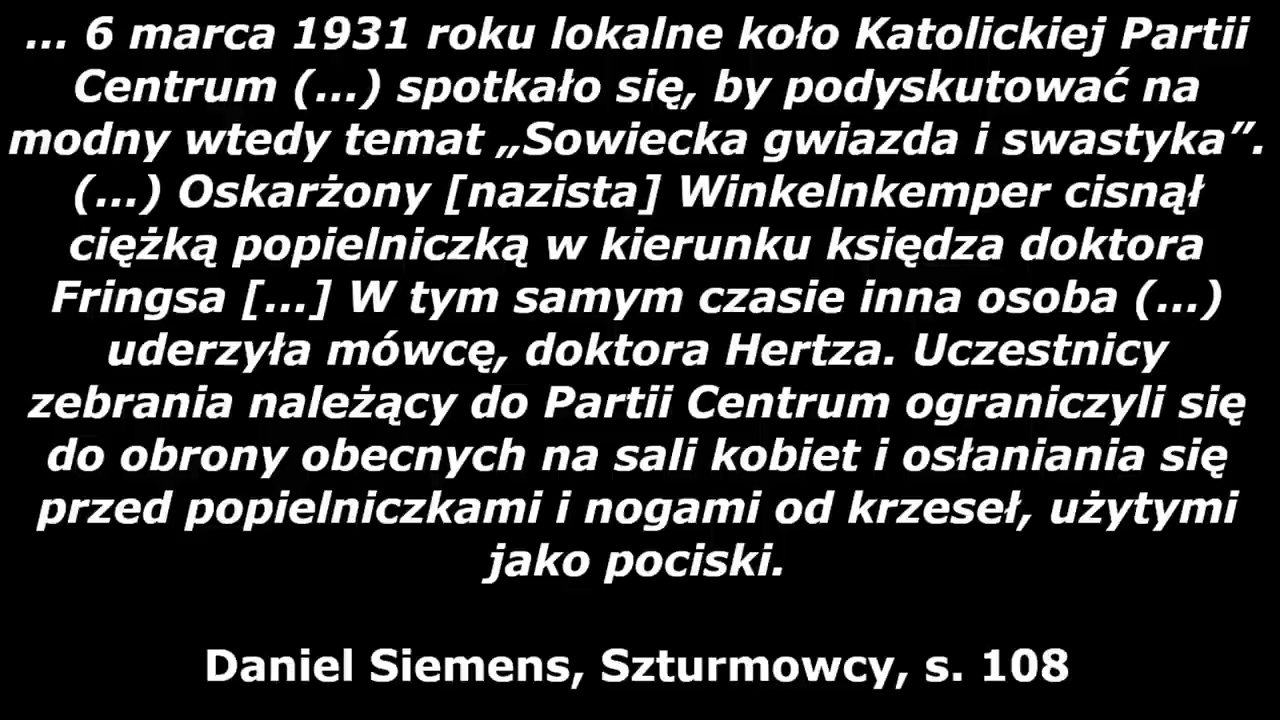 ... 6 marca 1931 roku lokalne koło Katolickiej Partii
Centrum (...) spotkało się, by podyskutować na
modny wtedy temat „Sowiecka gwiazda i swastyka”.
(...) Oskarżony [nazista] Winkelnkemper cisnął
ciężką popielniczką w kierunku księdza doktora
Fringsa [...] W tym samym czasie inna osoba (...)
uderzyła mówcę, doktora Hertza. Uczestnicy
zebrania należący do Partii Centrum ograniczyli się
do obrony obecnych na sali kobiet i osłaniania się
przed popielniczkami i nogami od krzeseł, użytymi
jako pociski.
Daniel Siemens, Szturmowcy, s. 108